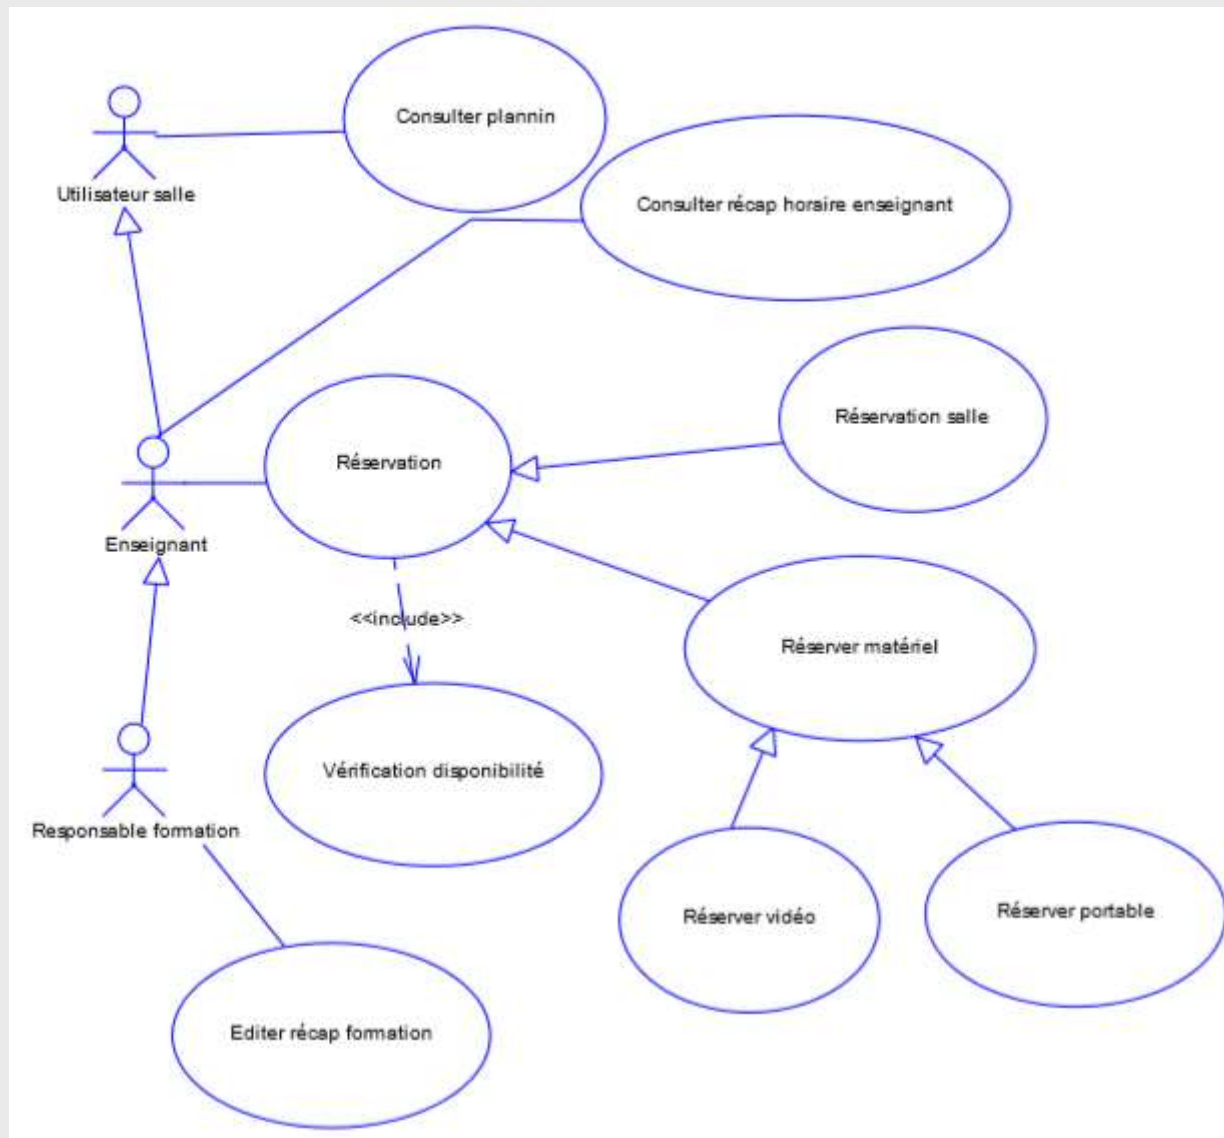 Consulter plannin
Utilisateur salle
Consulter récap horaire enseignant
Réservation salle
Réservation
Enseignant
<<include>>
Réserver matériel
Vérification disponibilité
Responsable formation
Réserver vidéo
Réserver portable
Editer récap formation